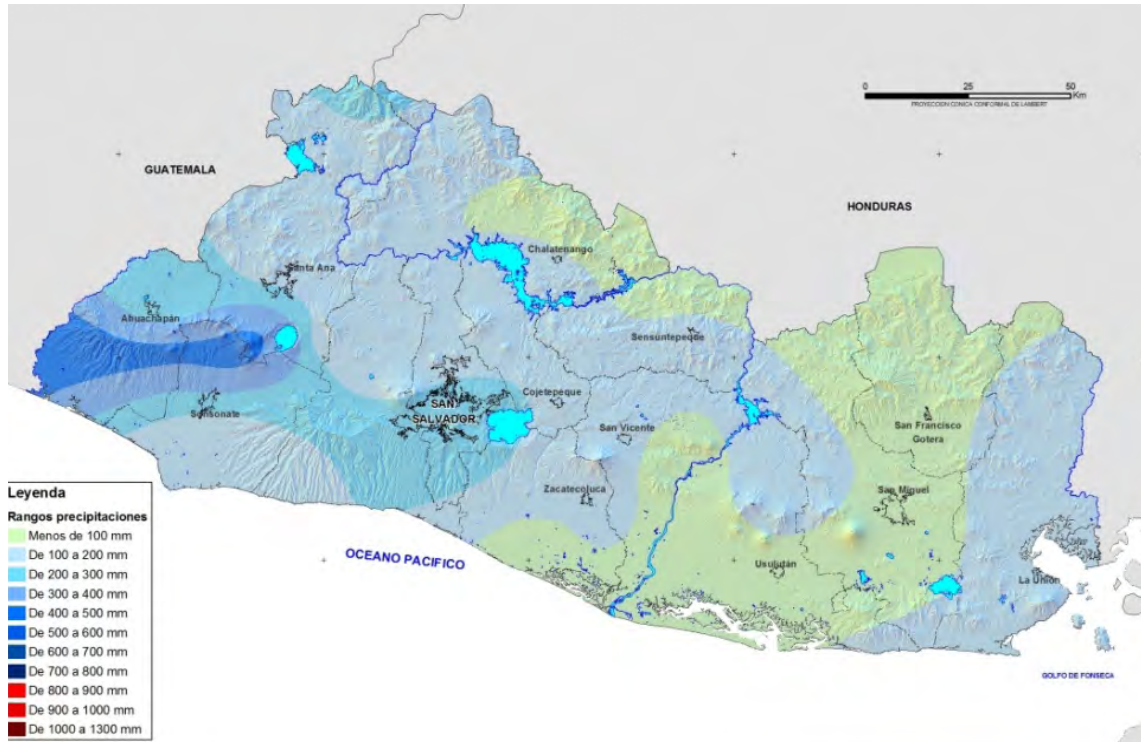 0 25 50
Km
PROYECCION CONICA CONFORMAL DE LAMBERT
GUATEMALA
HONDURAS
Chalatenango
Santa Ana
Ahuachapán
Sensuntepeque
Cojetepeque
Sonsonate
SAN
SALVADOR
San Vicente
San Francisco
Gotera
Zacatecoluca
San Miguel
Usulután
La Unión
OCEANO PACIFICO
GOLFO DE FONSECA
Leyenda
Rangos precipitaciones
Menos de 100 mm
De 100 a 200 mm
De 200 a 300 mm
De 300 a 400 mm
De 400 a 500 mm
De 500 a 600 mm
De 600 a 700 mm
De 700 a 800 mm
De 800 a 900 mm
De 900 a 1000 mm
De 1000 a 1300 mm